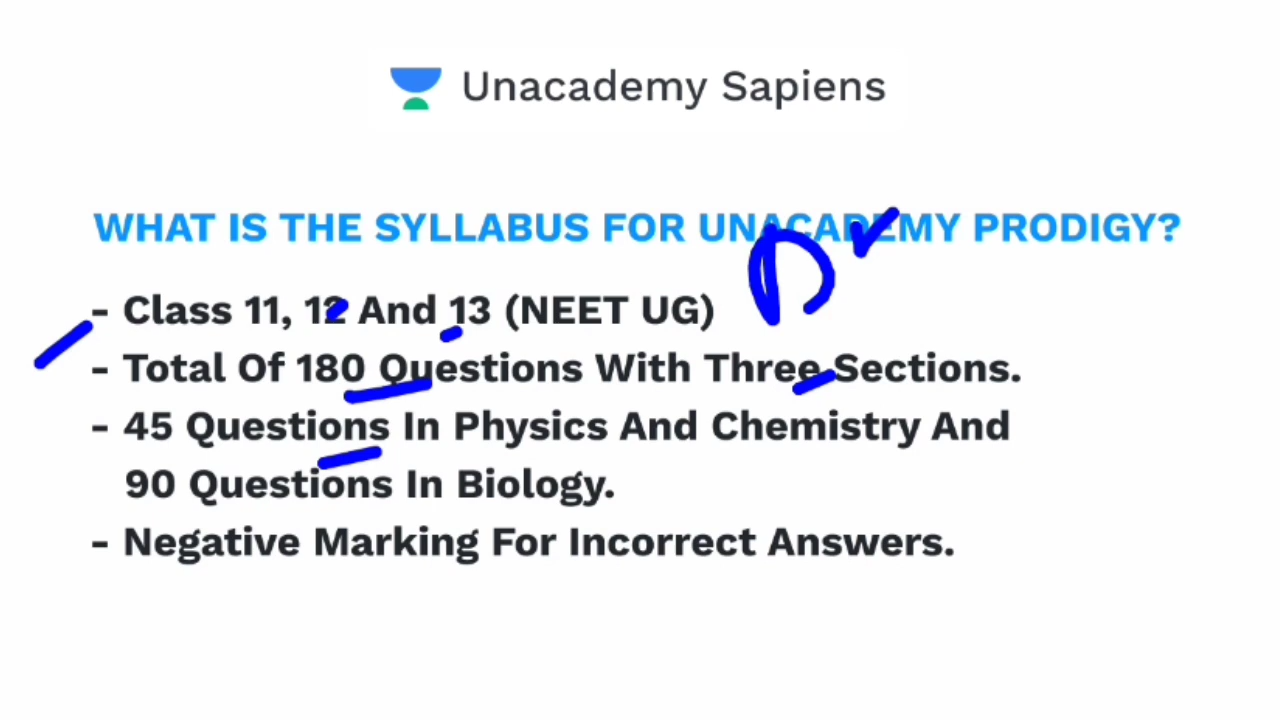 Unacademy Sapiens
WHAT IS THE SYLLABUS FOR UNACADEMY PRODIGY?
- Class 11, 12 And 13 (NEET UG)
- Total Of 180 Questions With Three Sections.
- 45 Questions In Physics And Chemistry And
90 Questions In Biology.
- Negative Marking For Incorrect Answers.